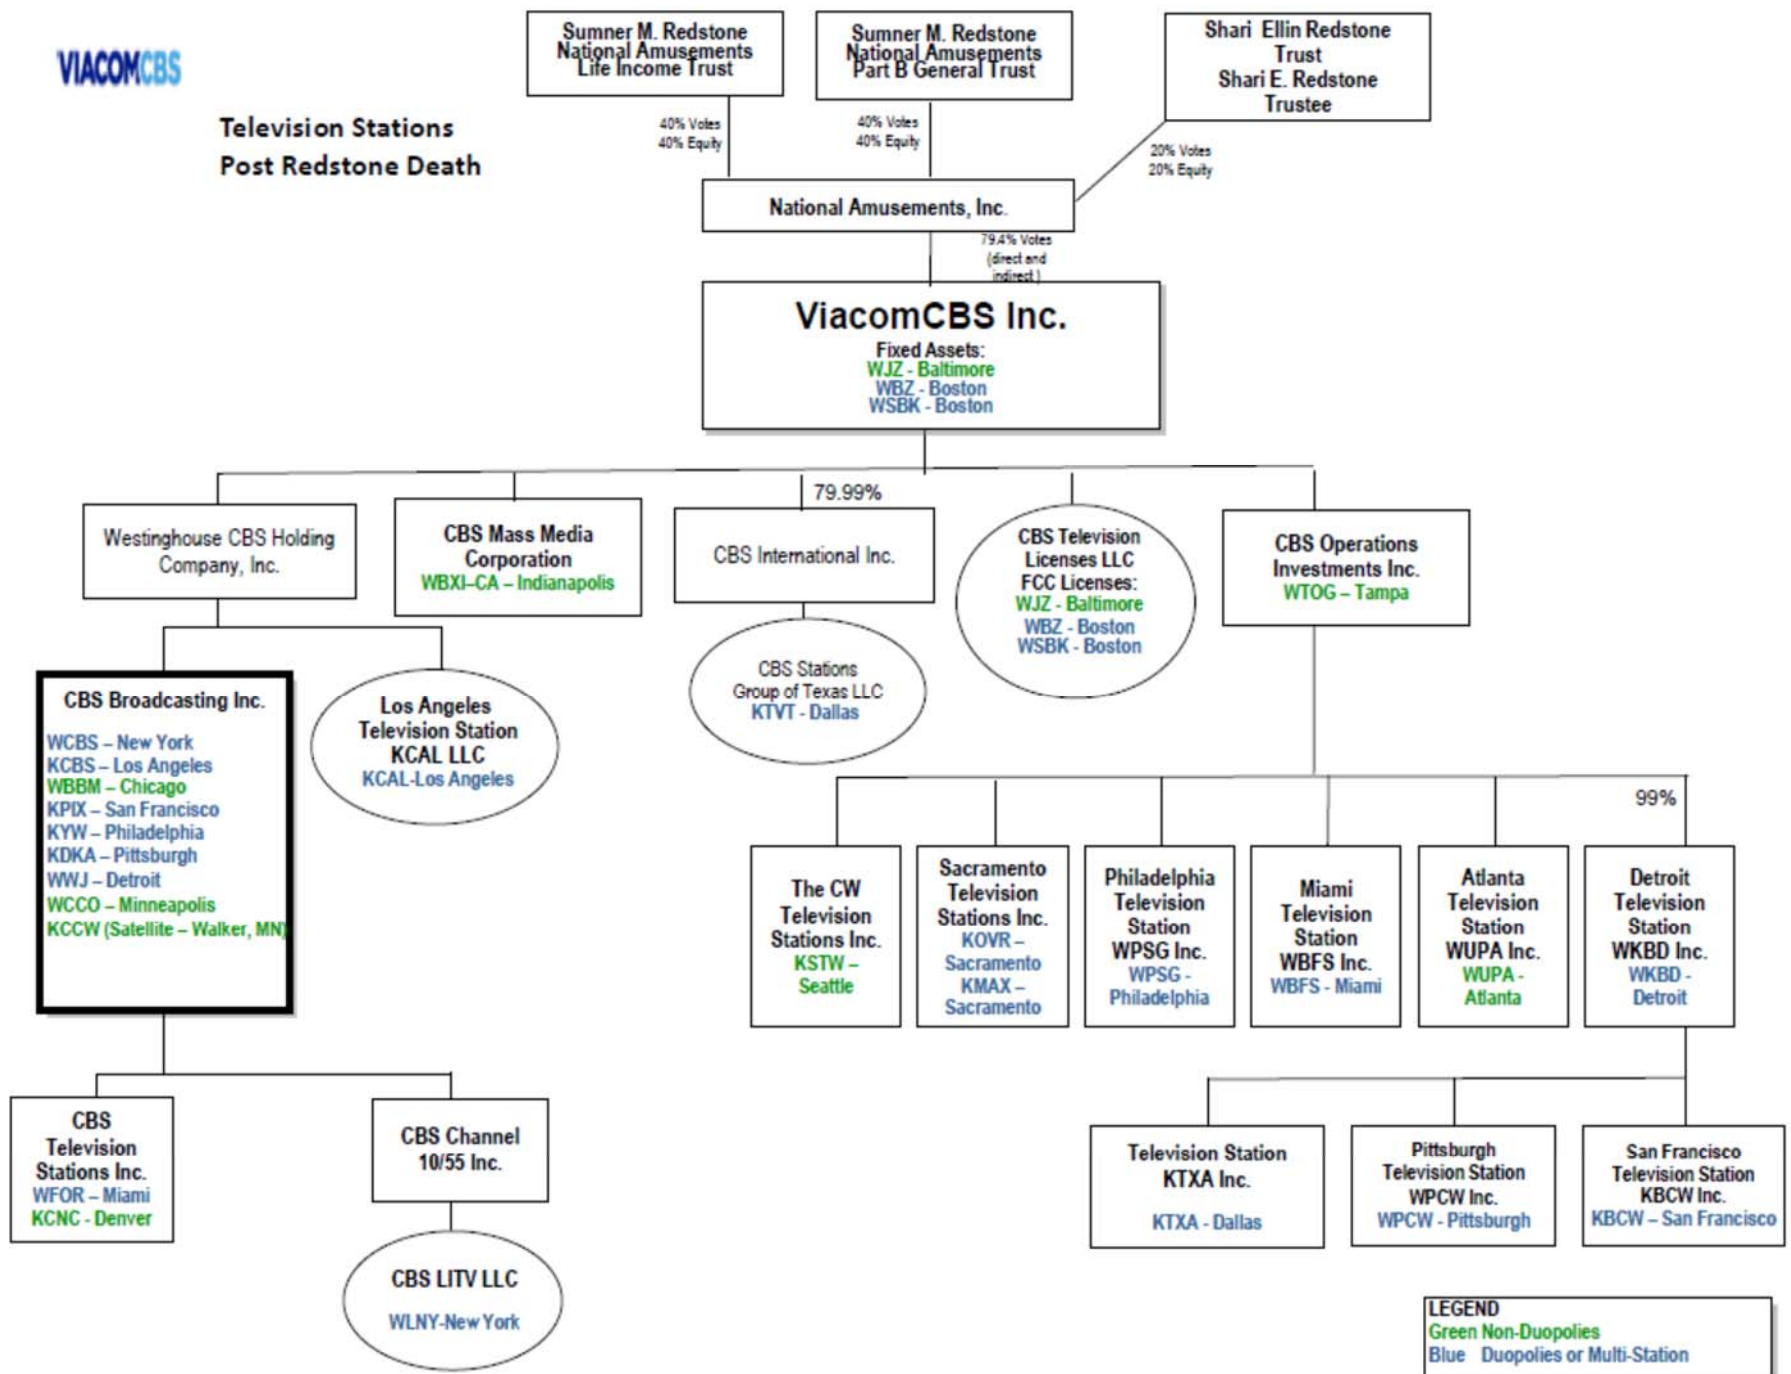 VIACOMCBS
Television Stations
Post Redstone Death
Sumner M. Redstone
National Amusements
Life Income Trust
Sumner M. Redstone
National Amusements
Part B General Trust
Shari Ellin Redstone
Trust
Shari E. Redstone
Trustee
40% Votes
40% Equity
40% Votes
40% Equity
20% Votes
20% Equity
National Amusements, Inc.
79.4% Votes
(direct and
indirect)
ViacomCBS Inc.
Fixed Assets:
WJZ - Baltimore
WBZ - Boston
WSBK - Boston
Westinghouse CBS Holding
Company, Inc.
CBS Mass Media
Corporation
WBXI–CA – Indianapolis
79.99%
CBS International Inc.
CBS Television
Licenses LLC
FCC Licenses:
WJZ - Baltimore
WBZ - Boston
WSBK - Boston
CBS Operations
Investments Inc.
WTOG – Tampa
CBS Broadcasting Inc.
WCBS – New York
KCBS – Los Angeles
WBBM – Chicago
KPIX – San Francisco
KYW – Philadelphia
KDKA – Pittsburgh
WWJ – Detroit
WCCO – Minneapolis
KCCW (Satellite – Walker, MN)
Los Angeles
Television Station
KCAL LLC
KCAL-Los Angeles
CBS Stations
Group of Texas LLC
KTVT - Dallas
99%
The CW
Television
Stations Inc.
KSTW –
Seattle
Sacramento
Television
Stations Inc.
KOVR –
Sacramento
KMAX –
Sacramento
Philadelphia
Television
Station
WPSG Inc.
WPSG -
Philadelphia
Miami
Television
Station
WBFS Inc.
WBFS - Miami
Atlanta
Television
Station
WUPA Inc.
WUPA -
Atlanta
Detroit
Television
Station
WKBD Inc.
WKBD -
Detroit
CBS
Television
Stations Inc.
WFOR – Miami
KCNC - Denver
CBS Channel
10/55 Inc.
CBS LITV LLC
WLNY-New York
Television Station
KTXA Inc.
KTXA - Dallas
Pittsburgh
Television Station
WPCW Inc.
WPCW - Pittsburgh
San Francisco
Television Station
KBCW Inc.
KBCW – San Francisco
LEGEND
Green Non-Duopolies
Blue Duopolies or Multi-Station